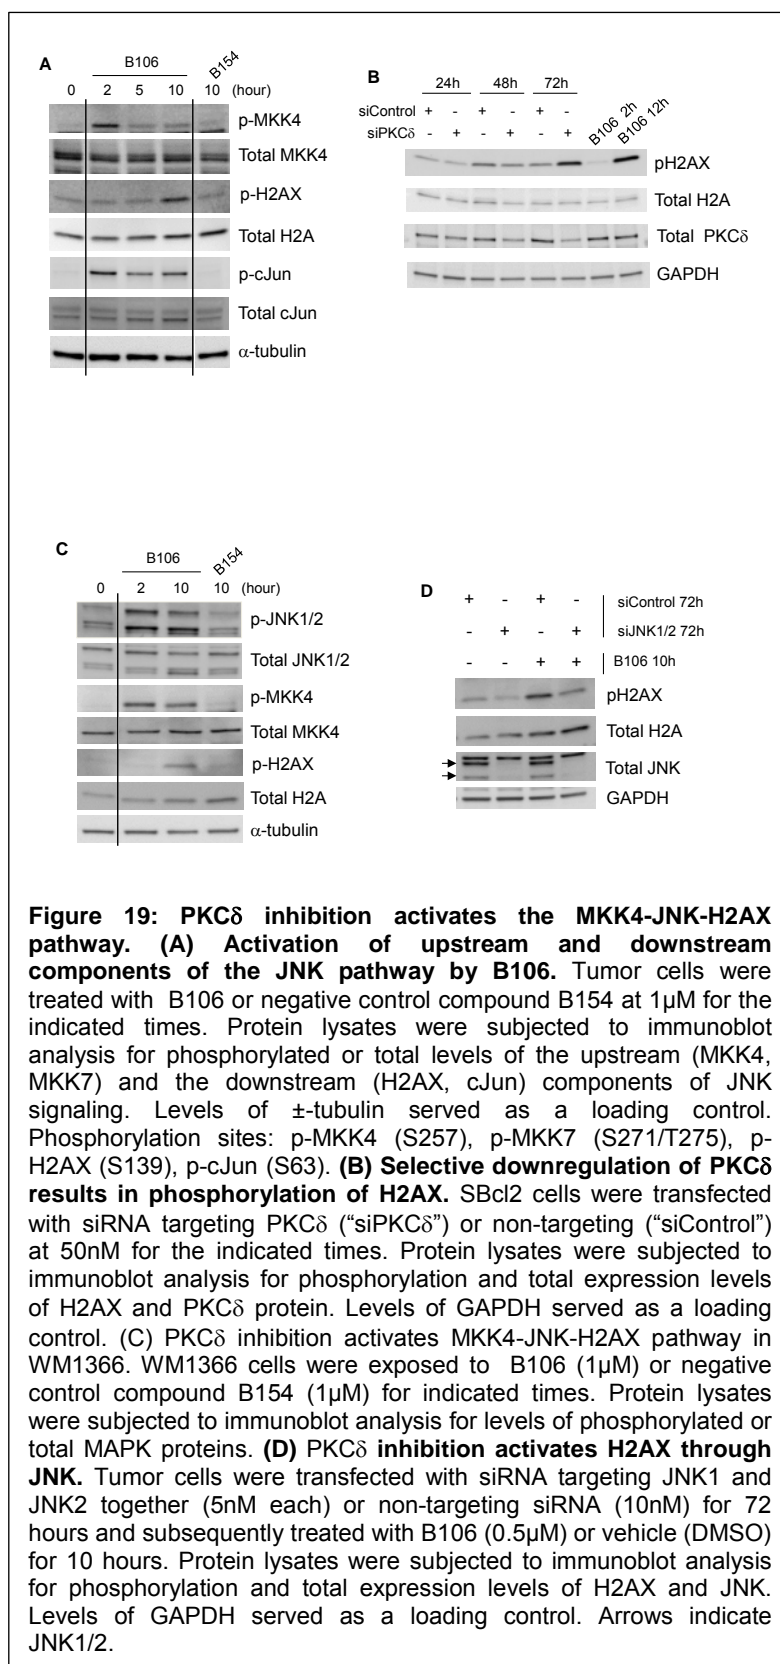 A
B106
B154
0 2 5 10 10 (hour)
p-MKK4
Total MKK4
p-H2AX
Total H2A
p-cJun
Total cJun
α-tubulin
B
24h 48h 72h
siControl + - + - + -
siPKCδ - + - + - +
B106 2h
B106 12h
pH2AX
Total H2A
Total PKCδ
GAPDH
C
B106
B154
0 2 10 10 (hour)
p-JNK1/2
Total JNK1/2
p-MKK4
Total MKK4
p-H2AX
Total H2A
α-tubulin
D
+ - + - siControl 72h
- + - + siJNK1/2 72h
- - + + B106 10h
pH2AX
Total H2A
Total JNK
GAPDH
Figure 19: PKCδ inhibition activates the MKK4-JNK-H2AX
pathway. (A) Activation of upstream and downstream
components of the JNK pathway by B106. Tumor cells were
treated with B106 or negative control compound B154 at 1µM for the
indicated times. Protein lysates were subjected to immunoblot
analysis for phosphorylated or total levels of the upstream (MKK4,
MKK7) and the downstream (H2AX, cJun) components of JNK
signaling. Levels of ±-tubulin served as a loading control.
Phosphorylation sites: p-MKK4 (S257), p-MKK7 (S271/T275), p-
H2AX (S139), p-cJun (S63). (B) Selective downregulation of PKCδ
results in phosphorylation of H2AX. SBcl2 cells were transfected
with siRNA targeting PKCδ (“siPKCδ”) or non-targeting (“siControl”)
at 50nM for the indicated times. Protein lysates were subjected to
immunoblot analysis for phosphorylation and total expression levels
of H2AX and PKCδ protein. Levels of GAPDH served as a loading
control. (C) PKCδ inhibition activates MKK4-JNK-H2AX pathway in
WM1366. WM1366 cells were exposed to B106 (1µM) or negative
control compound B154 (1µM) for indicated times. Protein lysates
were subjected to immunoblot analysis for levels of phosphorylated or
total MAPK proteins. (D) PKCδ inhibition activates H2AX through
JNK. Tumor cells were transfected with siRNA targeting JNK1 and
JNK2 together (5nM each) or non-targeting siRNA (10nM) for 72
hours and subsequently treated with B106 (0.5µM) or vehicle (DMSO)
for 10 hours. Protein lysates were subjected to immunoblot analysis
for phosphorylation and total expression levels of H2AX and JNK.
Levels of GAPDH served as a loading control. Arrows indicate
JNK1/2.